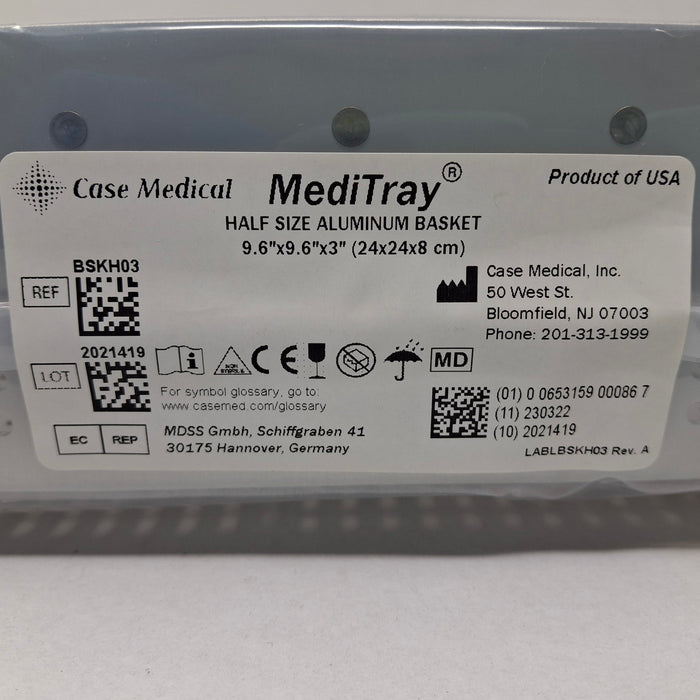 Case Medical
MediTray®
Product of USA
HALF SIZE ALUMINUM BASKET
9.6"x9.6"x3" (24x24x8 cm)
REF
BSKH03
Case Medical, Inc.
50 West St.
Bloomfield, NJ 07003
Phone: 201-313-1999
LOT
2021419
NON
STERILE
CE
MD
For symbol glossary, go to:
www.casemed.com/glossary
EC REP
MDSS Gmbh, Schiffgraben 41
30175 Hannover, Germany
(01) 0 0653159 00086 7
(11) 230322
(10) 2021419
LABLBSKH03 Rev. A